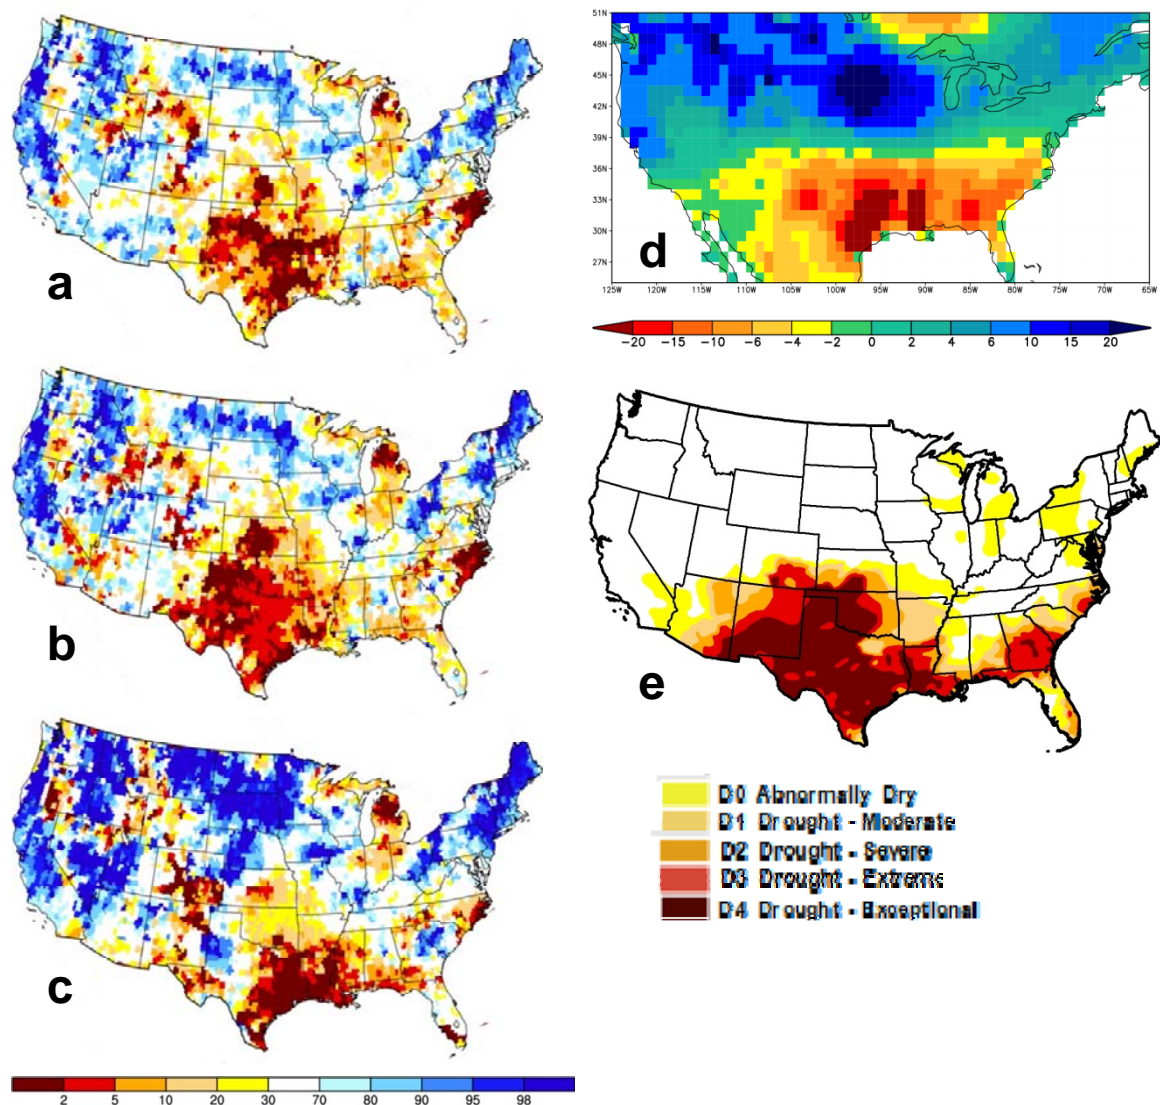 a
b
c
2 5 10 20 30 70 80 90 95 98
51N
48N
45N
42N
39N
36N
33N
30N
27N
d
125W 120W 115W 110W 105W 100W 95W 90W 85W 80W 75W 70W 65W
−20 −15 −10 −6 −4 −2 0 2 4 6 10 15 20
e
D0 Abnormally Dry
D1 Drought - Moderate
D2 Drought - Severe
D3 Drought - Extreme
D4 Drought - Exceptional